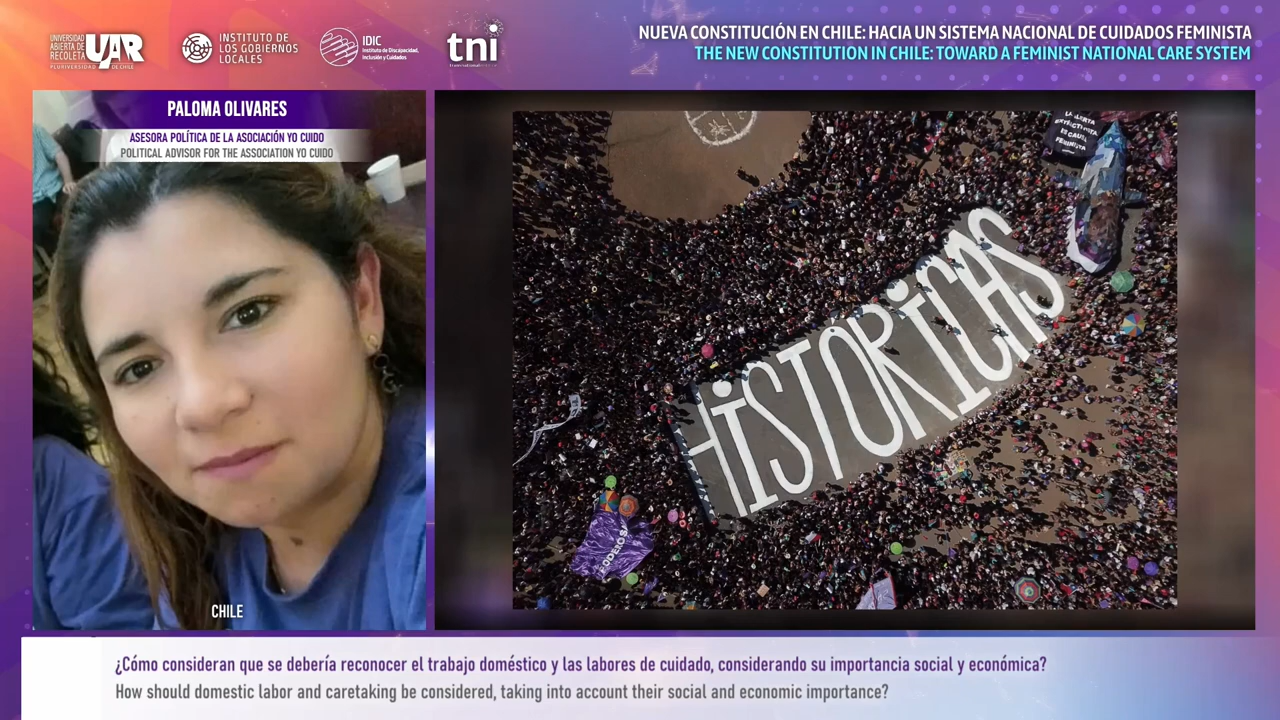 UNIVERSIDAD
ABIERTA DE
RECOLETA
UAR
PLURIVERSIDAD
DE CHILE
INSTITUTO DE
LOS GOBIERNOS
LOCALES
IDIC
Instituto de Discapacidad,
Inclusión y Cuidados
tni
NUEVA CONSTITUCIÓN EN CHILE: HACIA UN SISTEMA NACIONAL DE CUIDADOS FEMINISTA
THE NEW CONSTITUTION IN CHILE: TOWARD A FEMINIST NATIONAL CARE SYSTEM
PALOMA OLIVARES
ASESORA POLÍTICA DE LA ASOCIACIÓN YO CUIDO
POLITICAL ADVISOR FOR THE ASSOCIATION YO CUIDO
CHILE
HISTORICAS
¿Cómo consideran que se debería reconocer el trabajo doméstico y las labores de cuidado, considerando su importancia social y económica?
How should domestic labor and caretaking be considered, taking into account their social and economic importance?